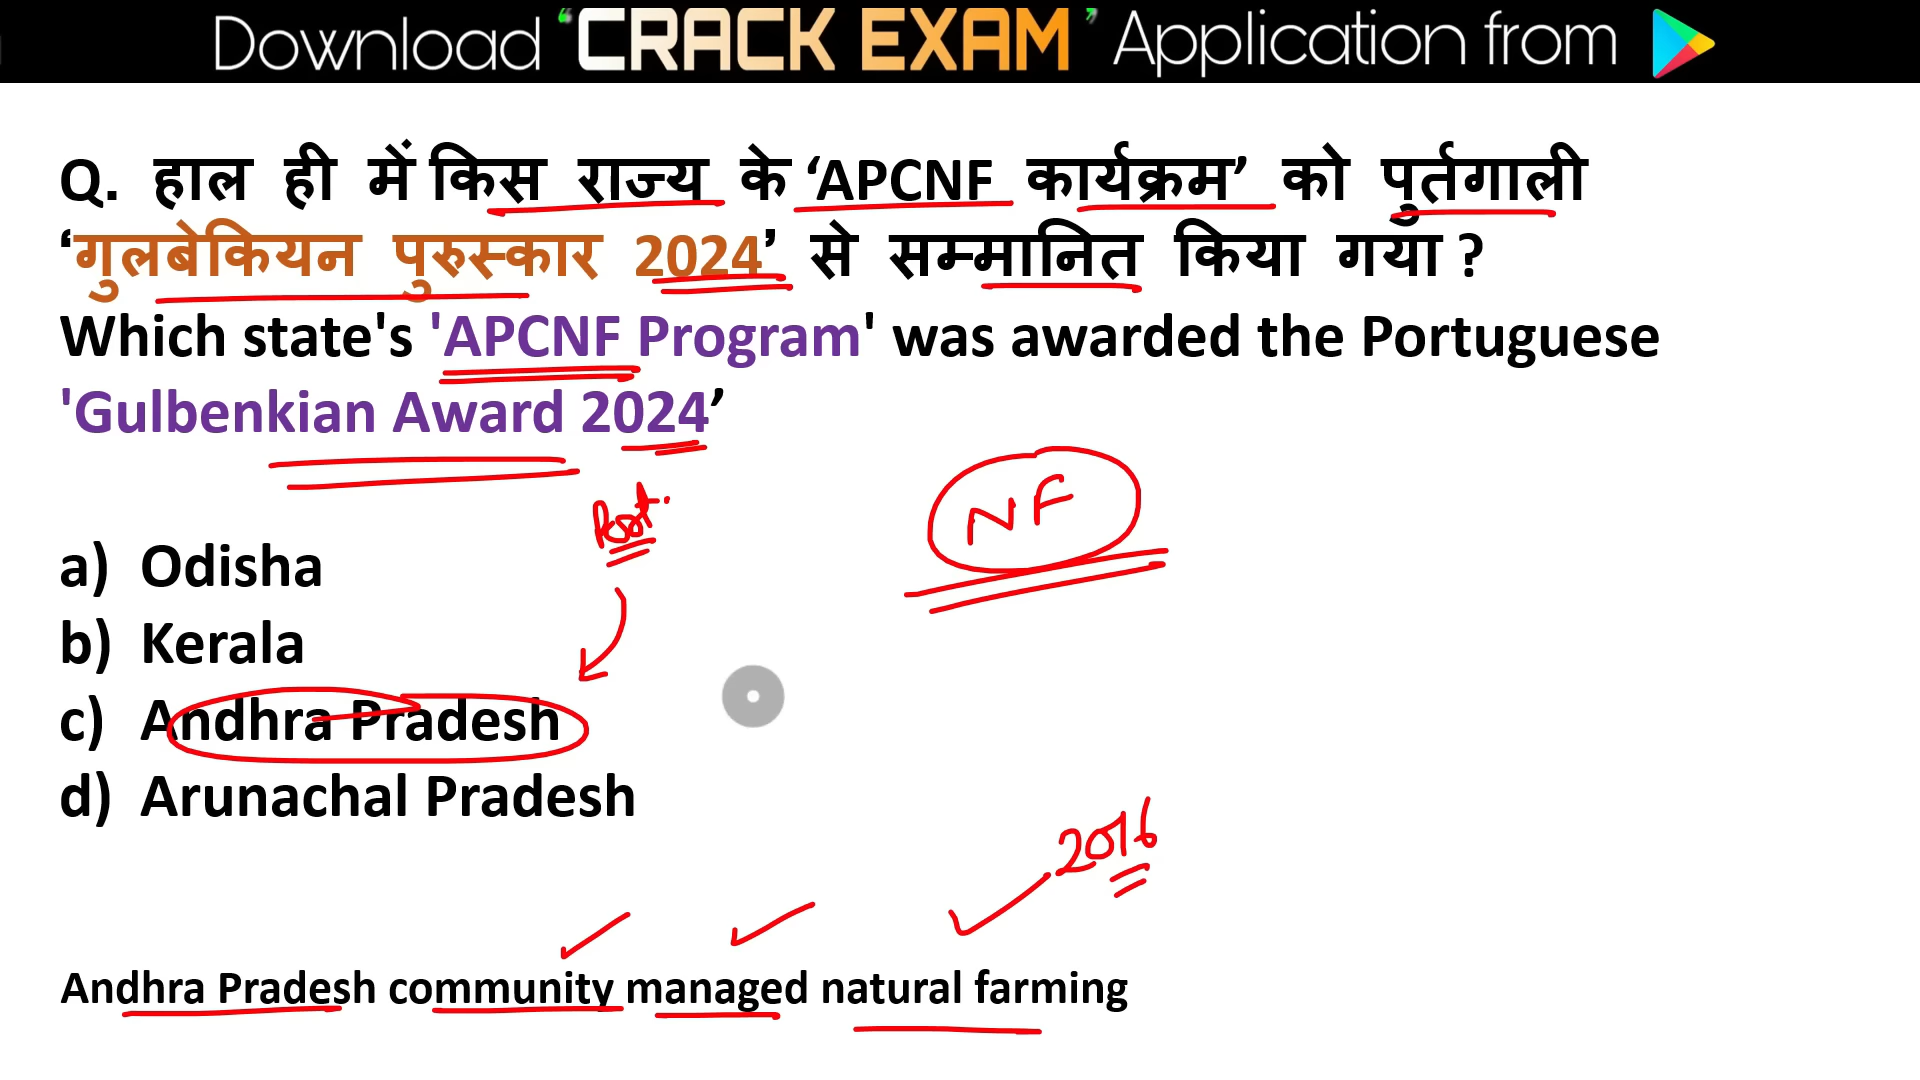 Download ‘CRACK EXAM’ Application from
Q. हाल ही में किस राज्य के ‘APCNF कार्यक्रम’ को पुर्तगाली
‘गुलबेकियन पुरुस्कार 2024’ से सम्मानित किया गया ?
Which state's 'APCNF Program' was awarded the Portuguese
'Gulbenkian Award 2024’
Port.
NF
a) Odisha
b) Kerala
c) Andhra Pradesh
d) Arunachal Pradesh
2016
Andhra Pradesh community managed natural farming